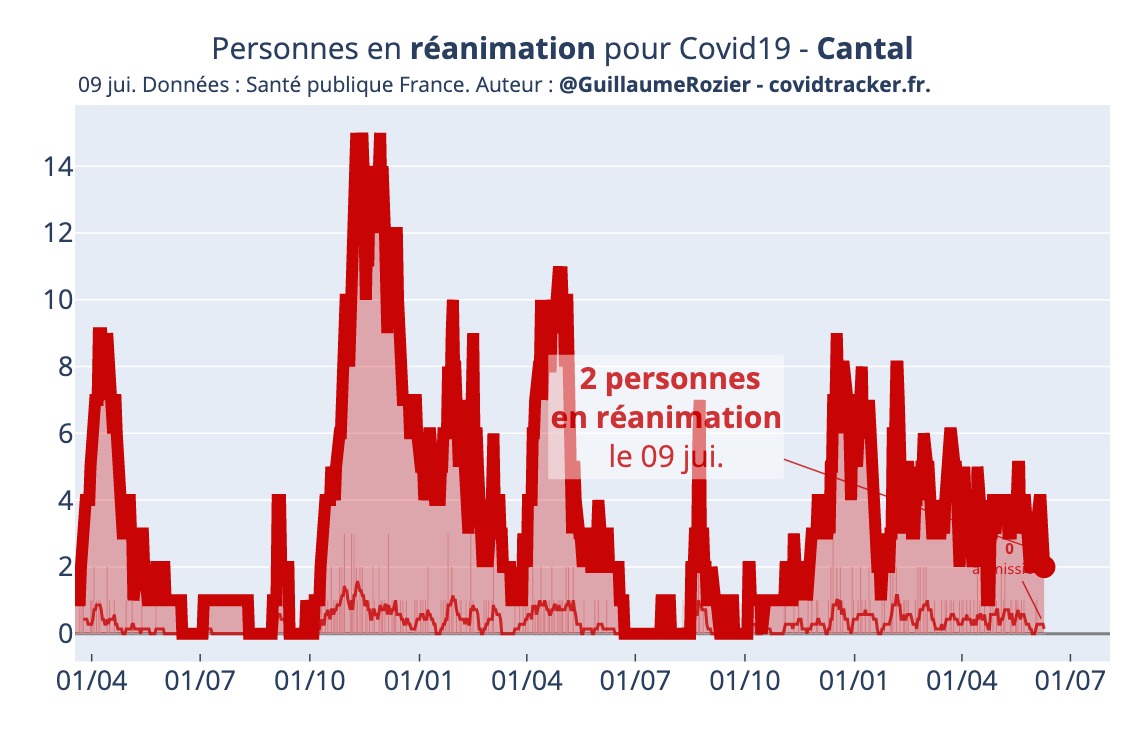 Personnes en réanimation pour Covid19 - Cantal
09 jui. Données : Santé publique France. Auteur : @GuillaumeRozier - covidtracker.fr.
14
12
10
8
6
4
2
0
2 personnes
en réanimation
le 09 jui.
0
01/04 01/07 01/10 01/01 01/04 01/07 01/10 01/01 01/04 01/07